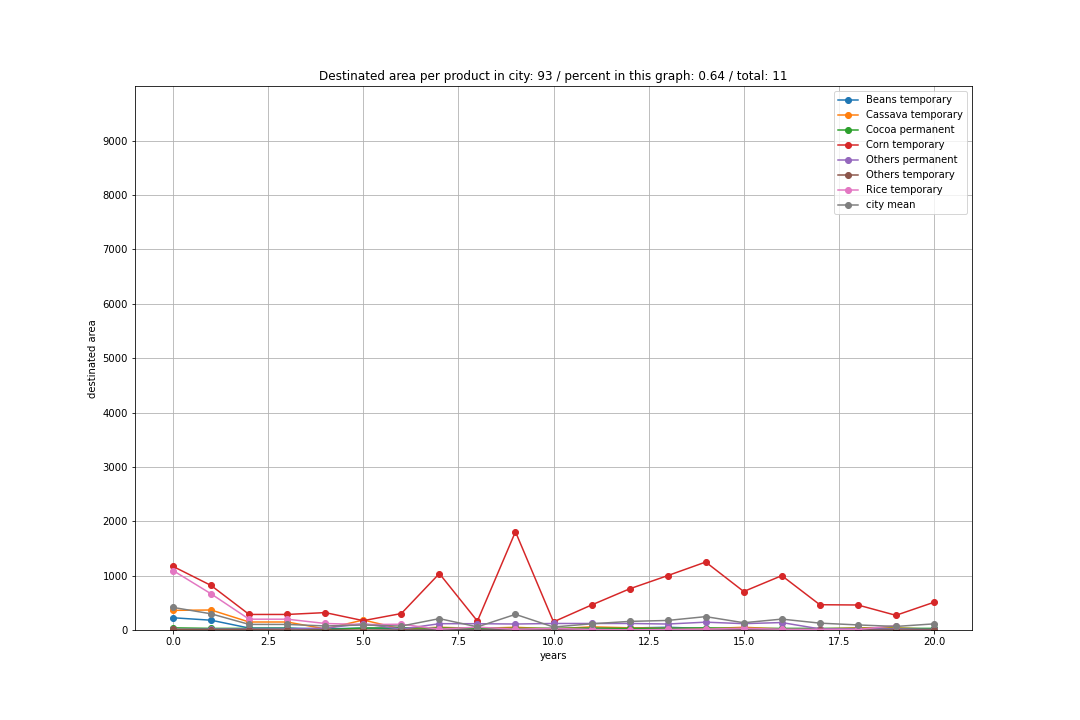 Destinated area per product in city: 93 / percent in this graph: 0.64 / total: 11
Beans temporary
Cassava temporary
Cocoa permanent
Corn temporary
Others permanent
Others temporary
Rice temporary
city mean
9000
8000
7000
6000
5000
4000
3000
2000
1000
0
destinated area
0.0 2.5 5.0 7.5 10.0 12.5 15.0 17.5 20.0
years